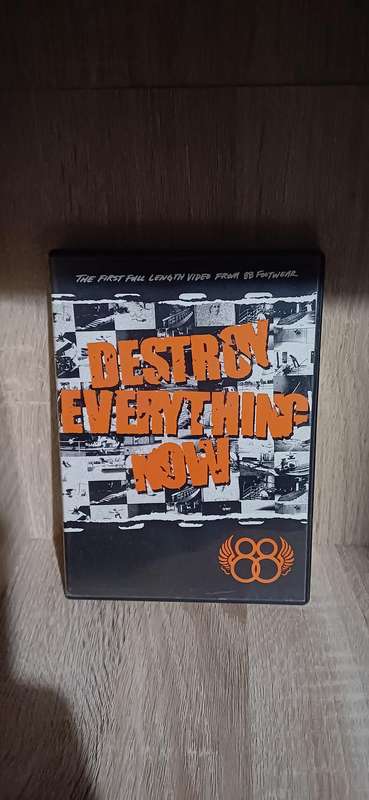 THE FIRST FULL LENGTH VIDEO FROM 88 FOOTWEAR
DESTROY
EVERYTHING
NOW
88